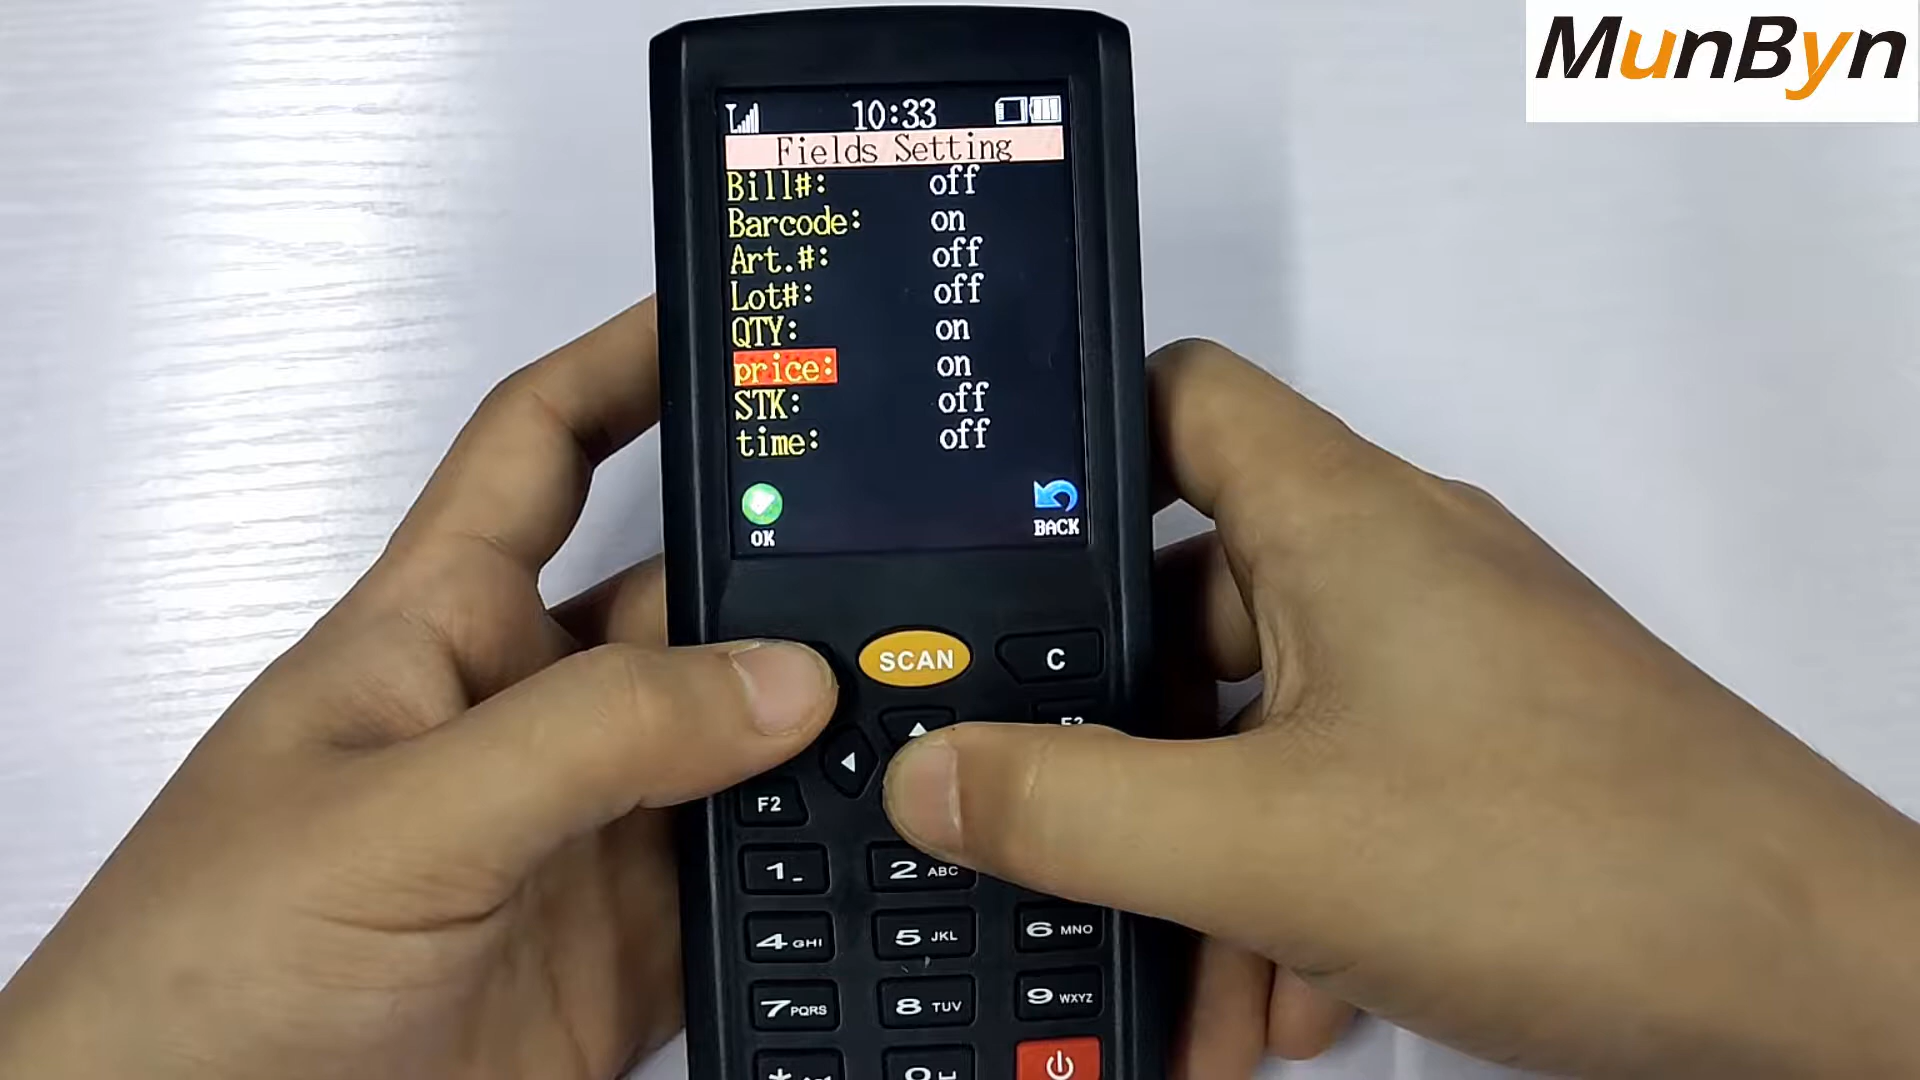 MunByn
10:33
Fields Setting
Bill#: off
Barcode: on
Art.#: off
Lot#: off
QTY: on
price: on
STK: off
time: off
OK BACK
SCAN C
F2
1_ 2 ABC
4 GHI 5 JKL 6 MNO
7 PQRS 8 TUV 9 WXYZ